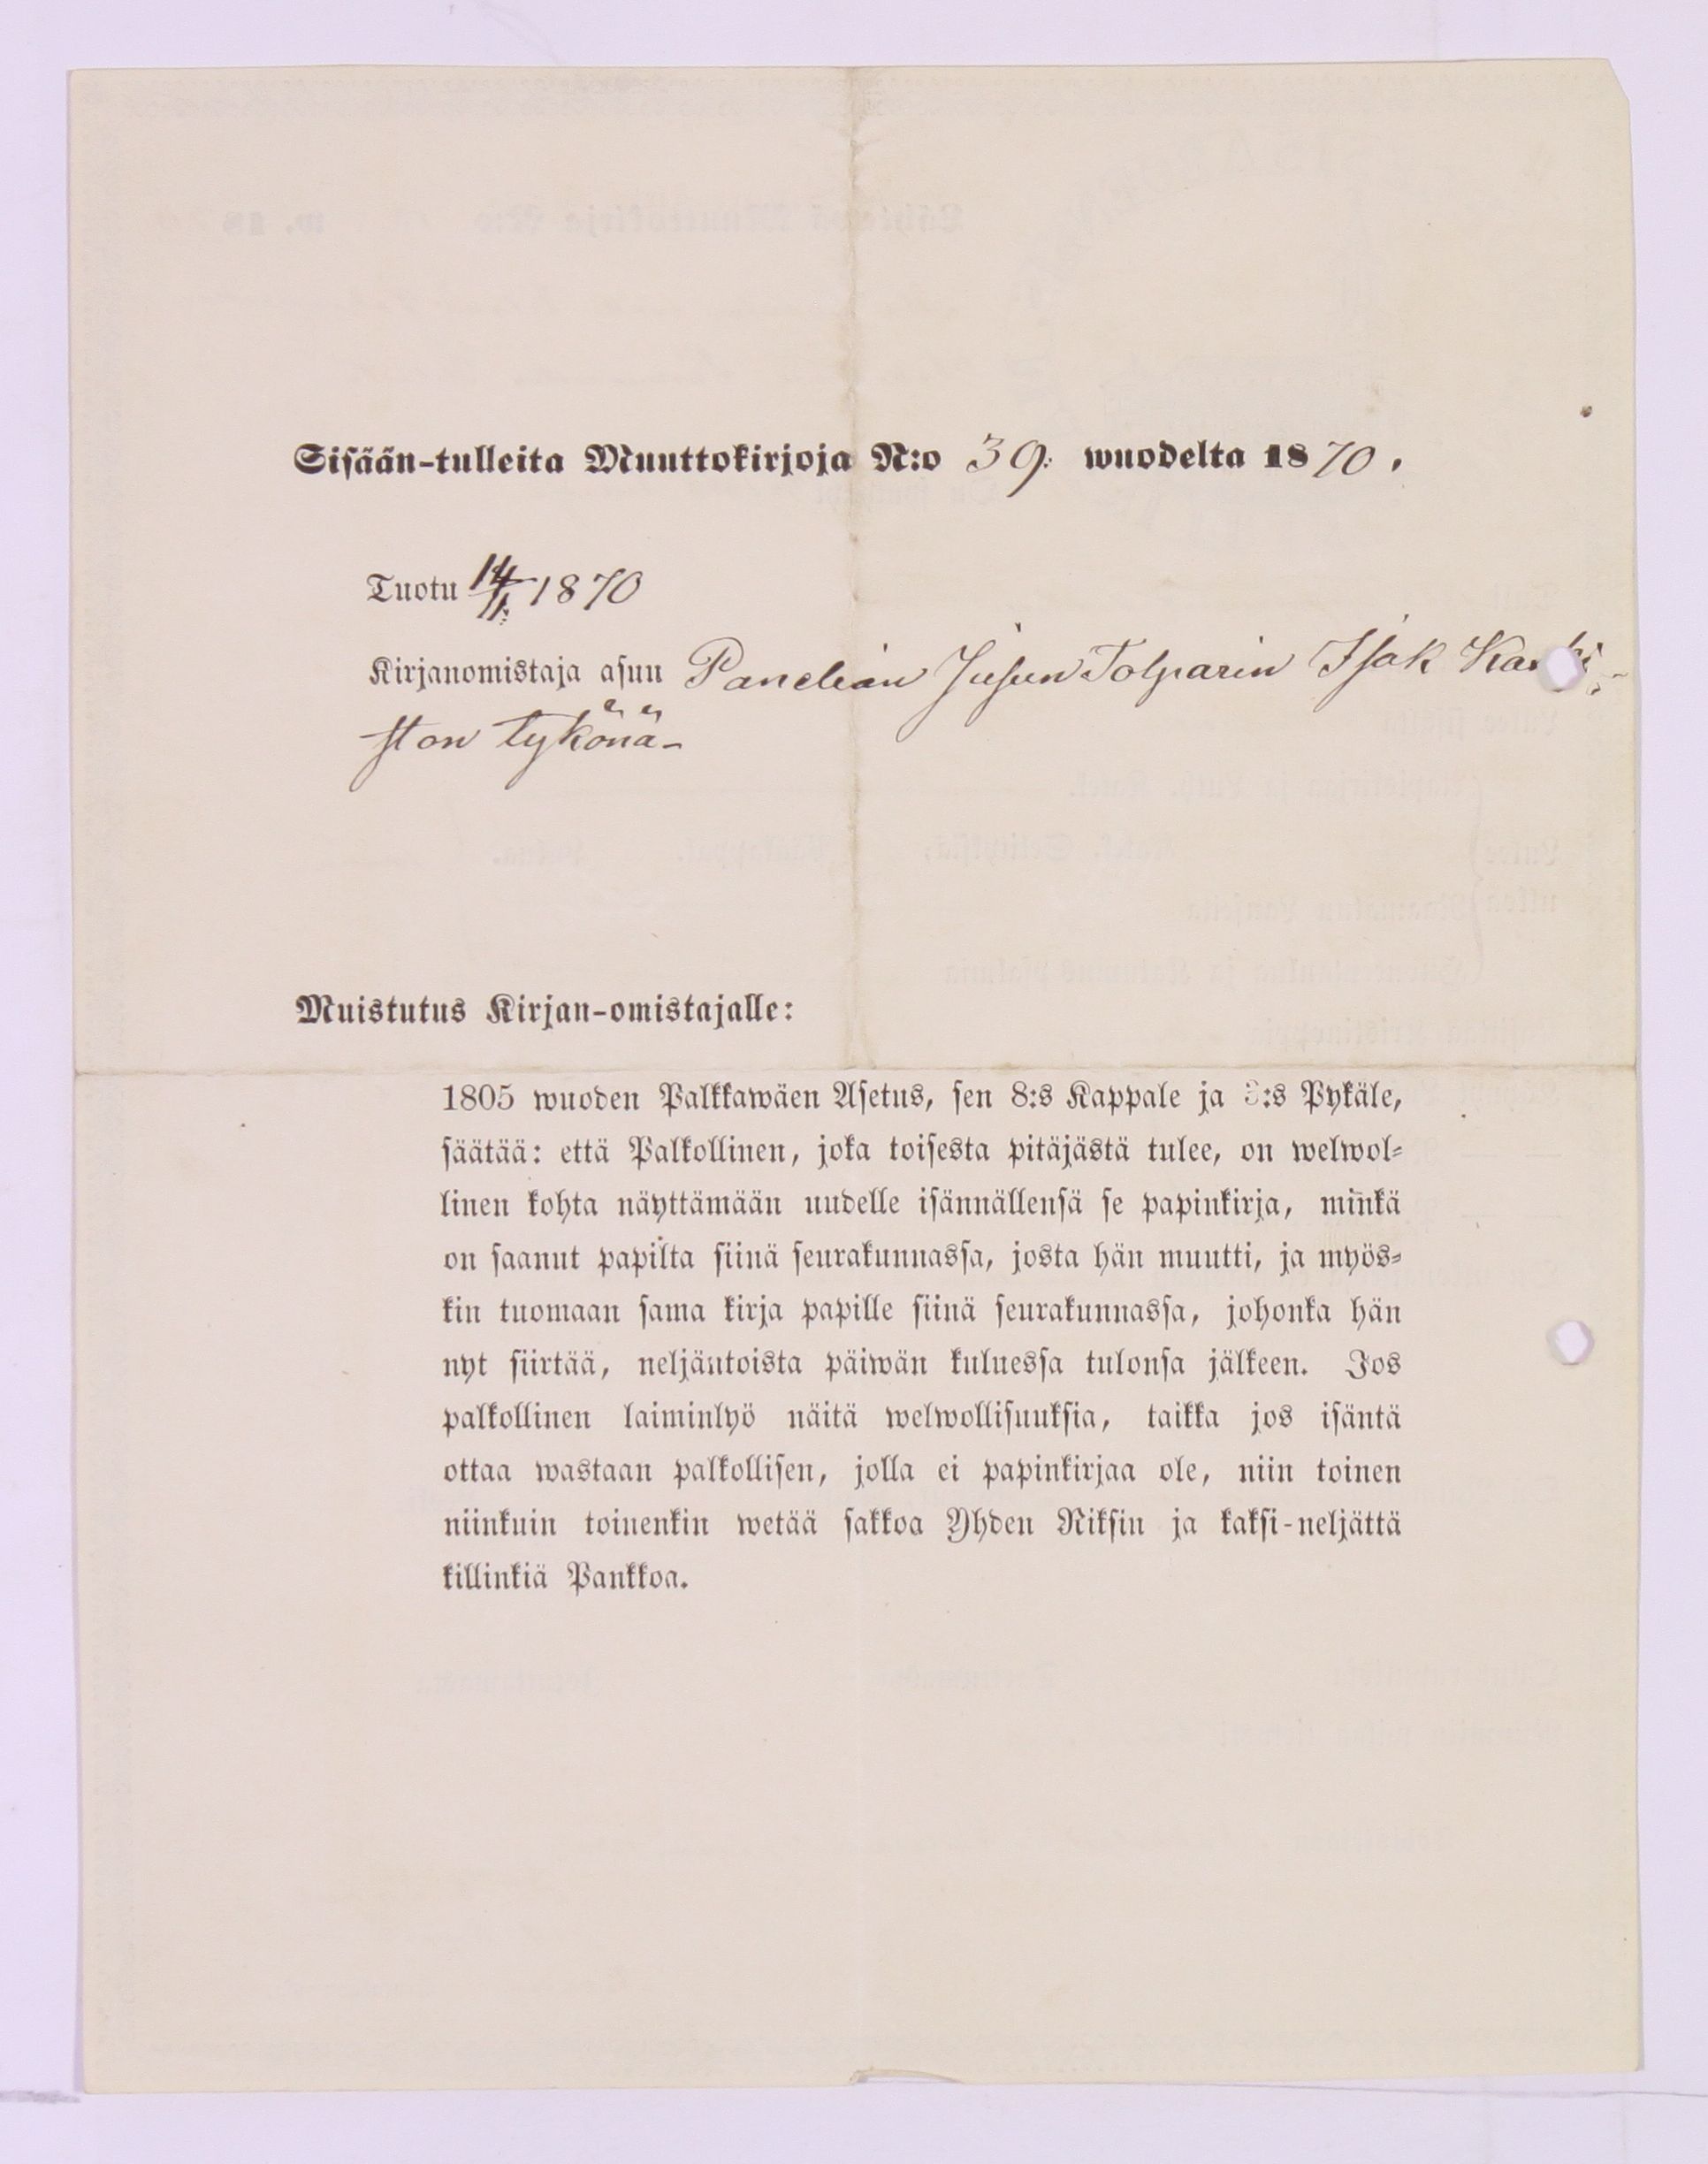 Sisään-tulleita Muuttokirjoja N:o 39. wuodelta 1870.
Tuotu 14/11. 1870
Kirjanomistaja asuu Panelian Jusun Tolparin Isak
ston tykönä
Muistutus Kirjan-omistajalle:
1805 wuoden Palkkawäen Asetus, sen 8:s Kappale ja 3:s Pykäle,
säätää: että Palkollinen, joka toisesta pitäjästä tulee, on welwol-
linen kohta näyttämään uudelle isännällensä se papinkirja, minkä
on saanut papilta siinä seurakunnassa, josta hän muutti, ja myös-
kin tuomaan sama kirja papille siinä seurakunnassa, johonka hän
nyt siirtää, neljäntoista päiwän kuluessa tulonsa jälkeen. Jos
palkollinen laiminlyö näitä welwollisuuksia, taikka jos isäntä
ottaa wastaan palkollisen, jolla ei papinkirjaa ole, niin toinen
niinkuin toinenkin wetää sakkoa Yhden Riksin ja kaksi-neljättä
killinkiä Pankkoa.